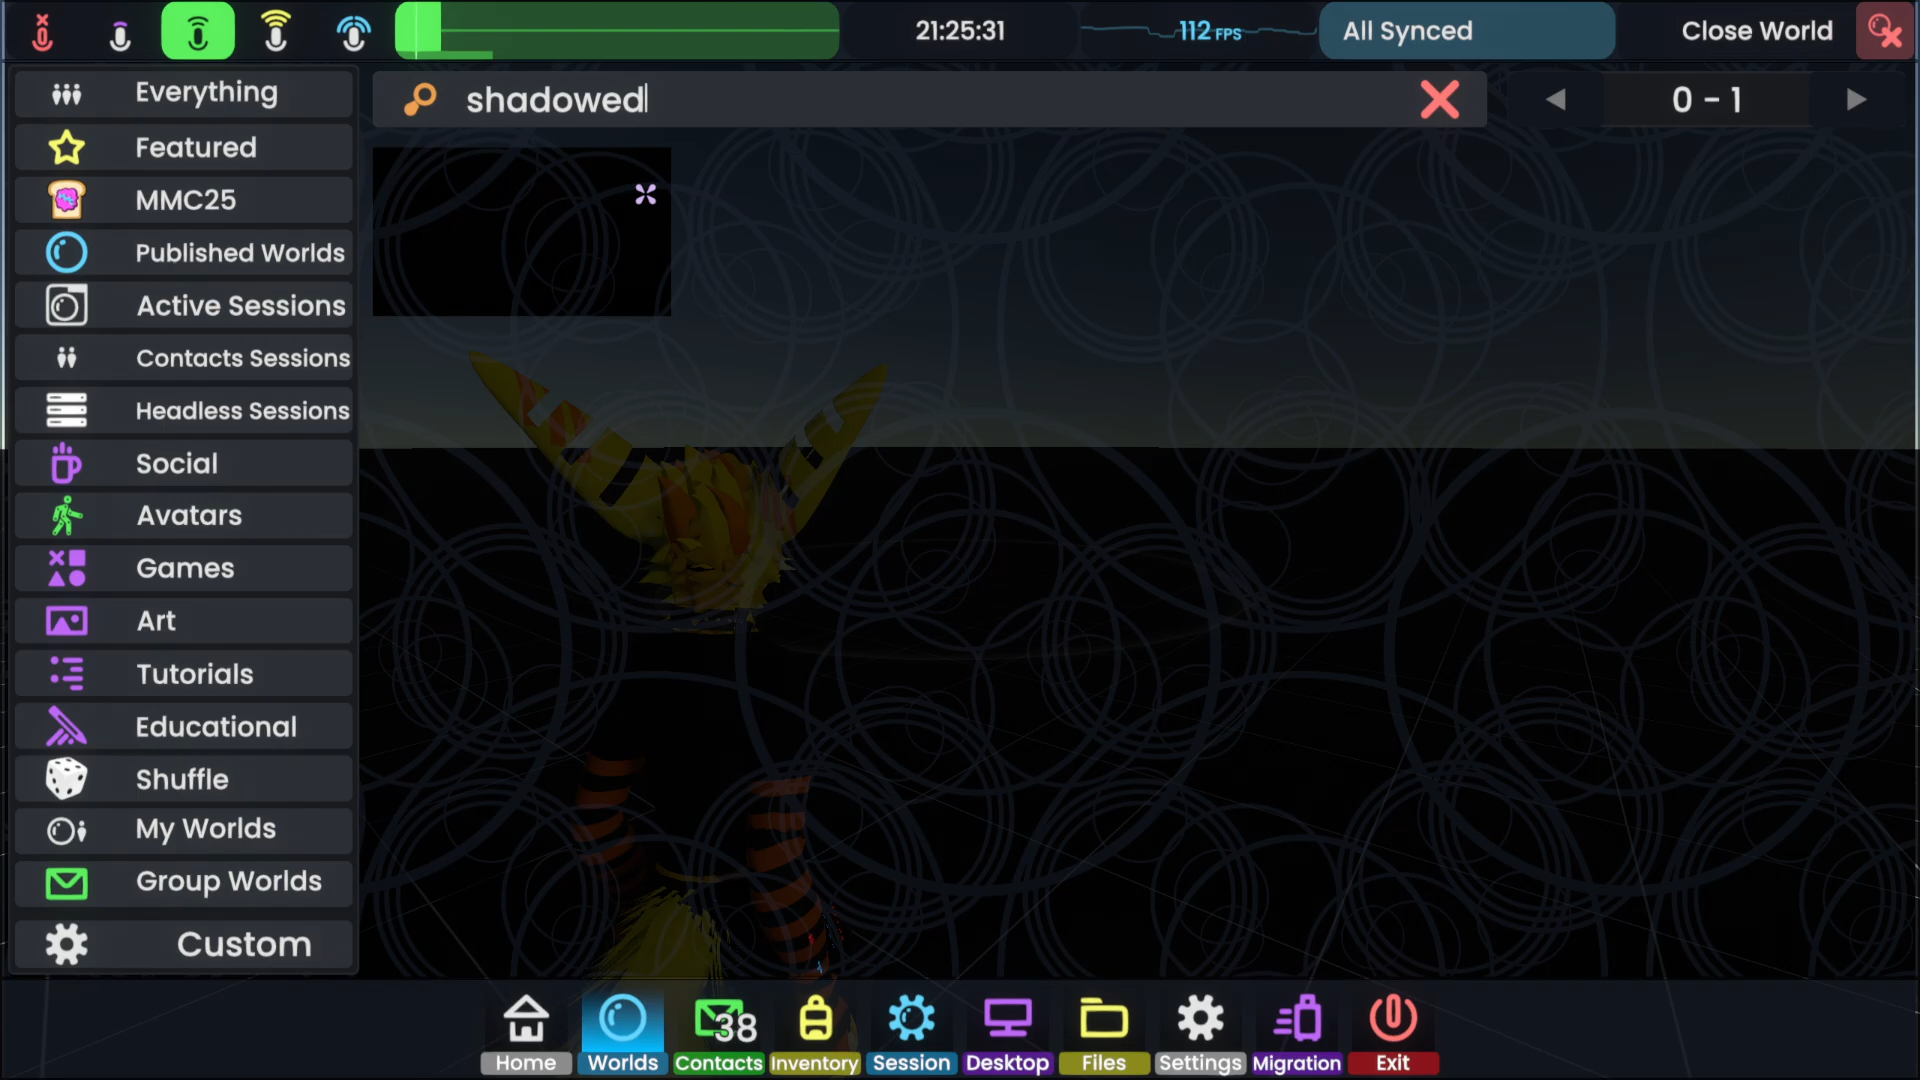 21:25:31
112 FPS
All Synced
Close World
Everything
Featured
MMC25
Published Worlds
Active Sessions
Contacts Sessions
Headless Sessions
Social
Avatars
Games
Art
Tutorials
Educational
Shuffle
My Worlds
Group Worlds
Custom
shadowed
0 - 1
38
Home
Worlds
Contacts
Inventory
Session
Desktop
Files
Settings
Migration
Exit